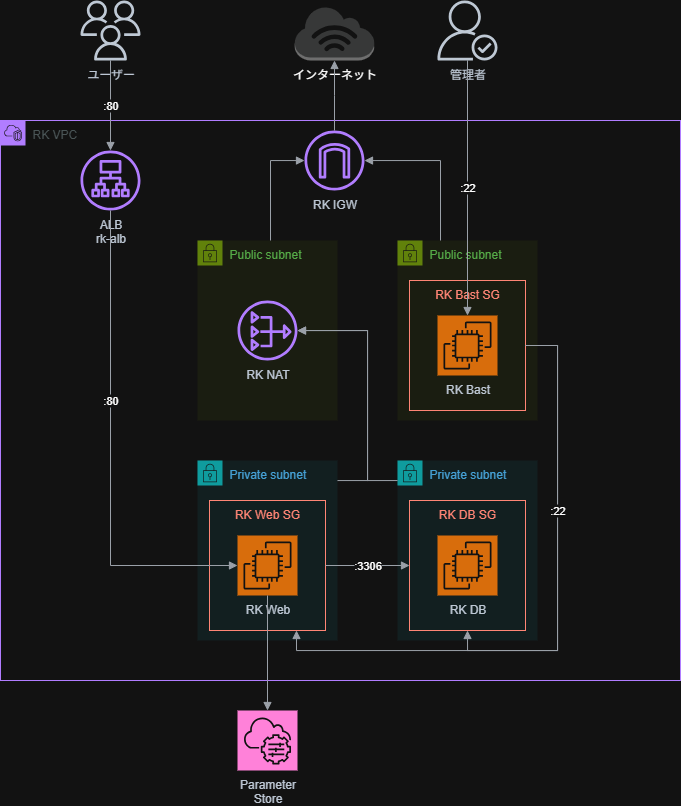 ユーザー
インターネット
管理者
:80
RK VPC
RK IGW
:22
ALB
rk-alb
Public subnet
Public subnet
RK Bast SG
RK NAT
RK Bast
:80
Private subnet
Private subnet
RK Web SG
RK DB SG
:22
:3306
RK Web
RK DB
Parameter
Store